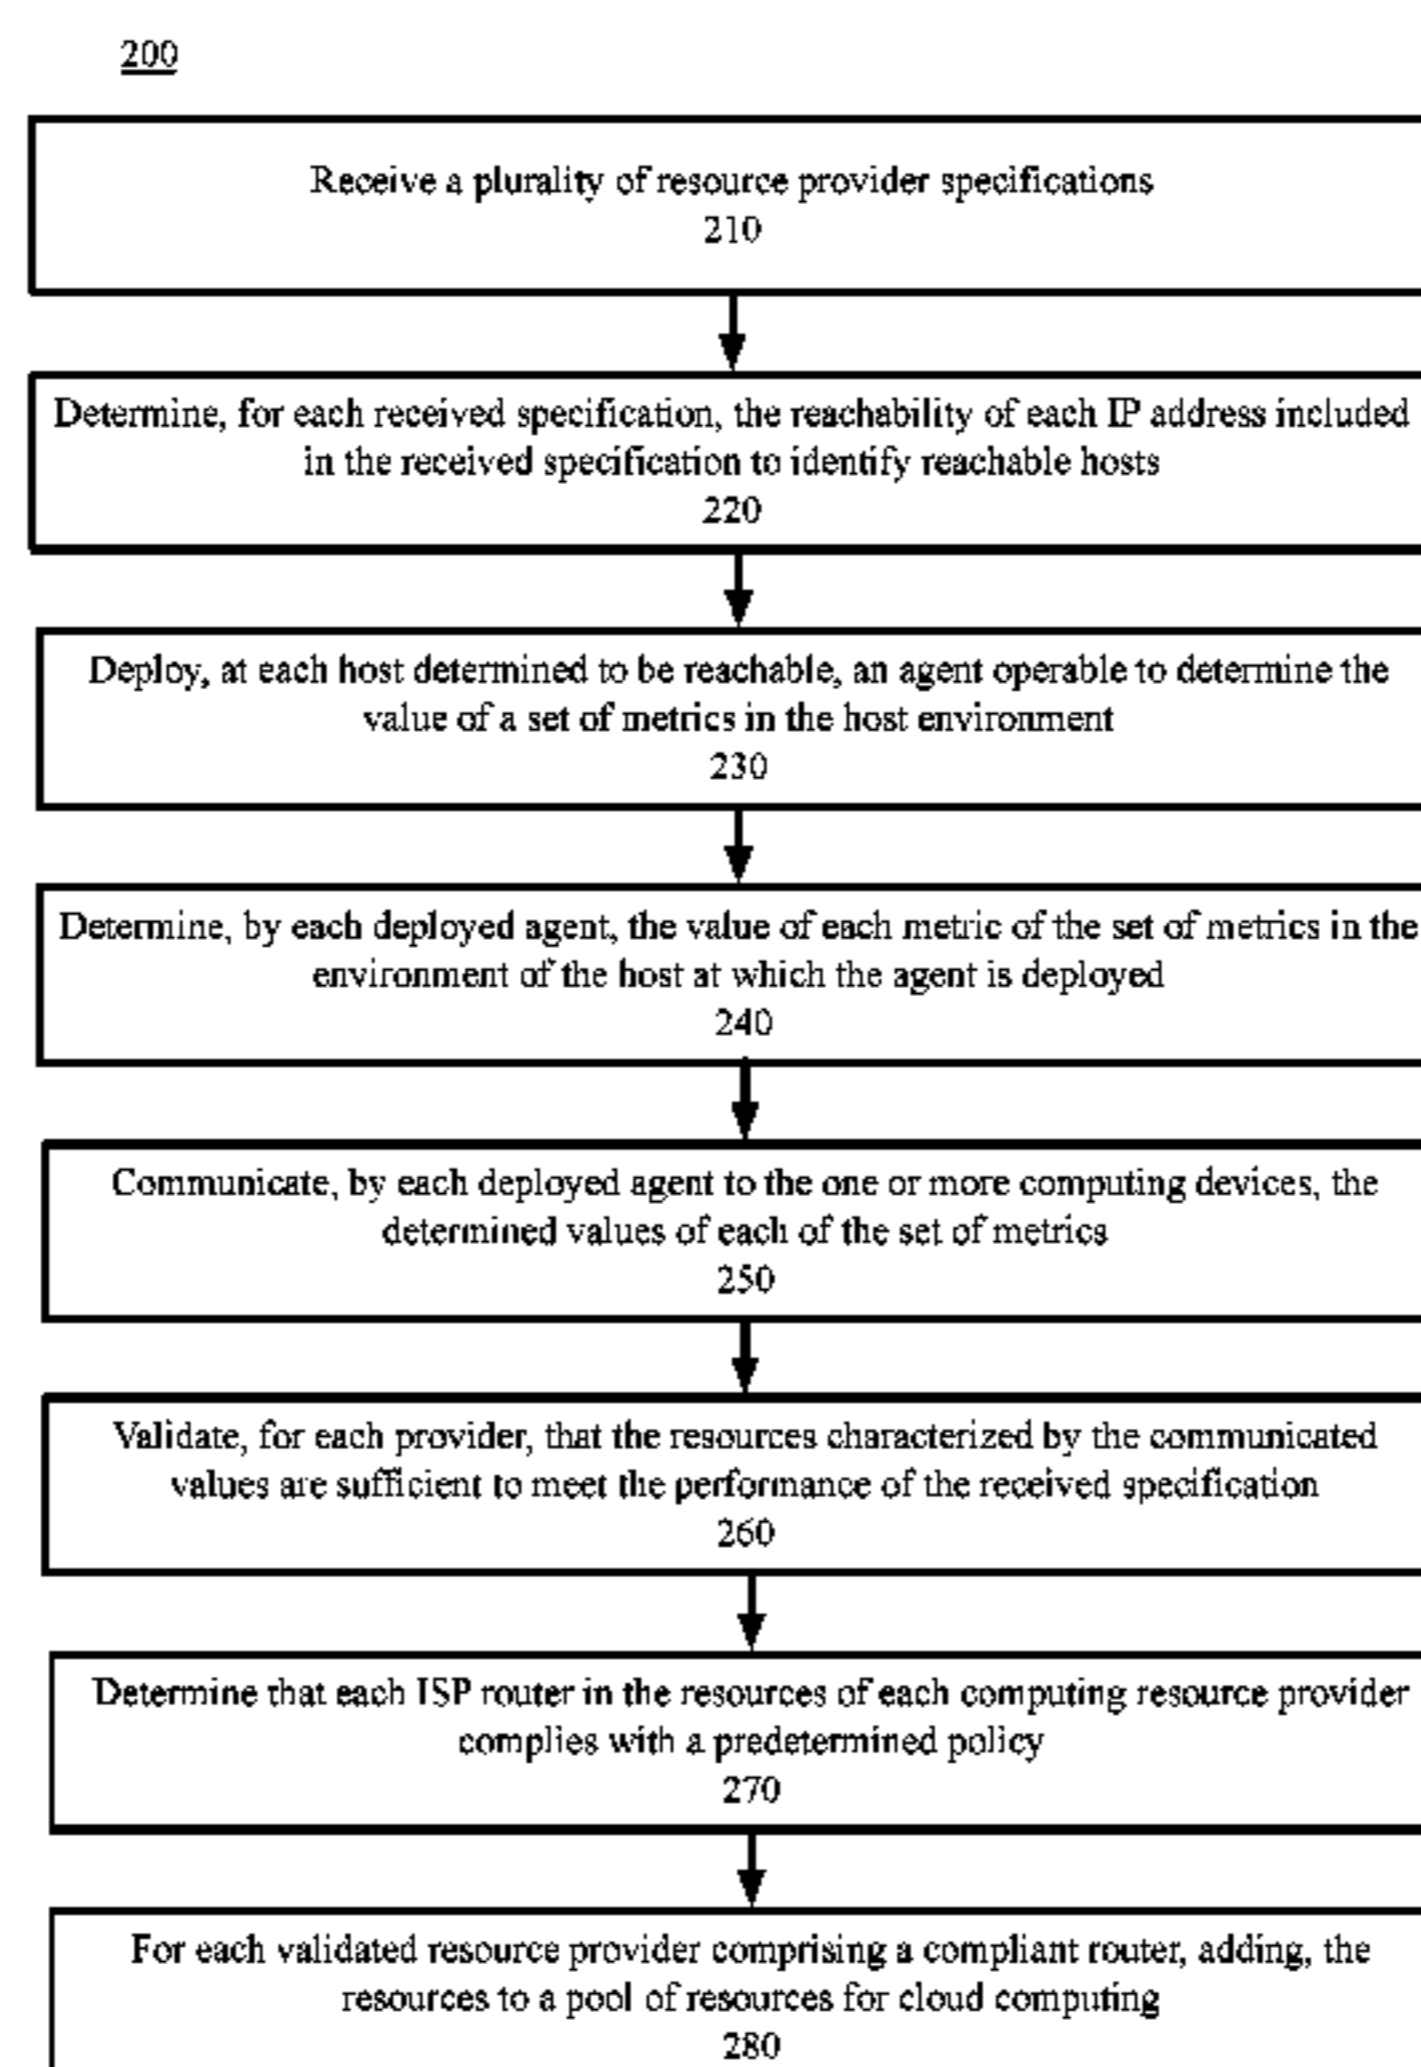 200
Receive a plurality of resource provider specifications
210
Determine, for each received specification, the reachability of each IP address included
in the received specification to identify reachable hosts
220
Deploy, at each host determined to be reachable, an agent operable to determine the
value of a set of metrics in the host environment
230
Determine, by each deployed agent, the value of each metric of the set of metrics in the
environment of the host at which the agent is deployed
240
Communicate, by each deployed agent to the one or more computing devices, the
determined values of each of the set of metrics
250
Validate, for each provider, that the resources characterized by the communicated
values are sufficient to meet the performance of the received specification
260
Determine that each ISP router in the resources of each computing resource provider
complies with a predetermined policy
270
For each validated resource provider comprising a compliant router, adding, the
resources to a pool of resources for cloud computing
280